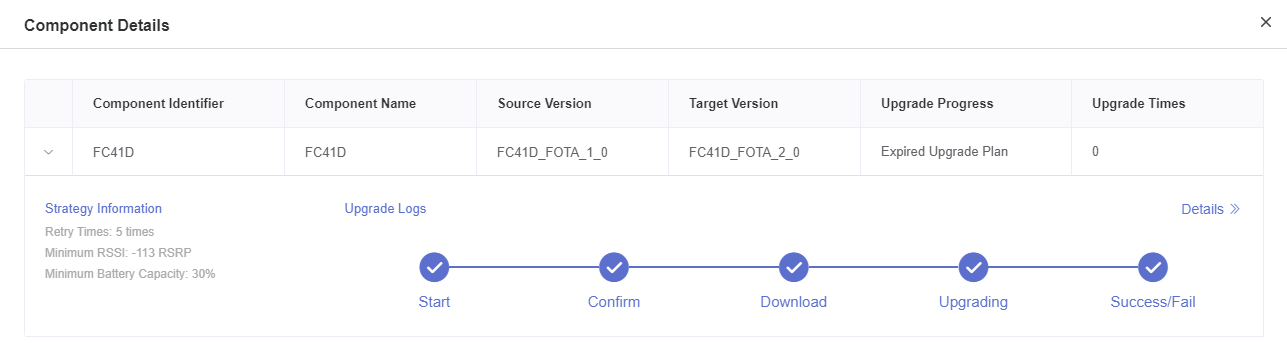 Component Details
Component Identifier Component Name Source Version Target Version Upgrade Progress Upgrade Times
FC41D FC41D FC41D_FOTA_1_0 FC41D_FOTA_2_0 Expired Upgrade Plan 0
Strategy Information
Retry Times: 5 times
Minimum RSSI: -113 RSRP
Minimum Battery Capacity: 30%
Upgrade Logs
Details
Start Confirm Download Upgrading Success/Fail